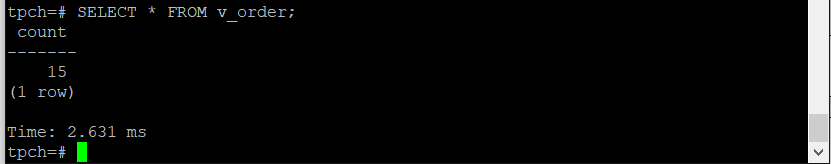 tpch=# SELECT * FROM v_order;
 count
-------
    15
(1 row)

Time: 2.631 ms
tpch=#